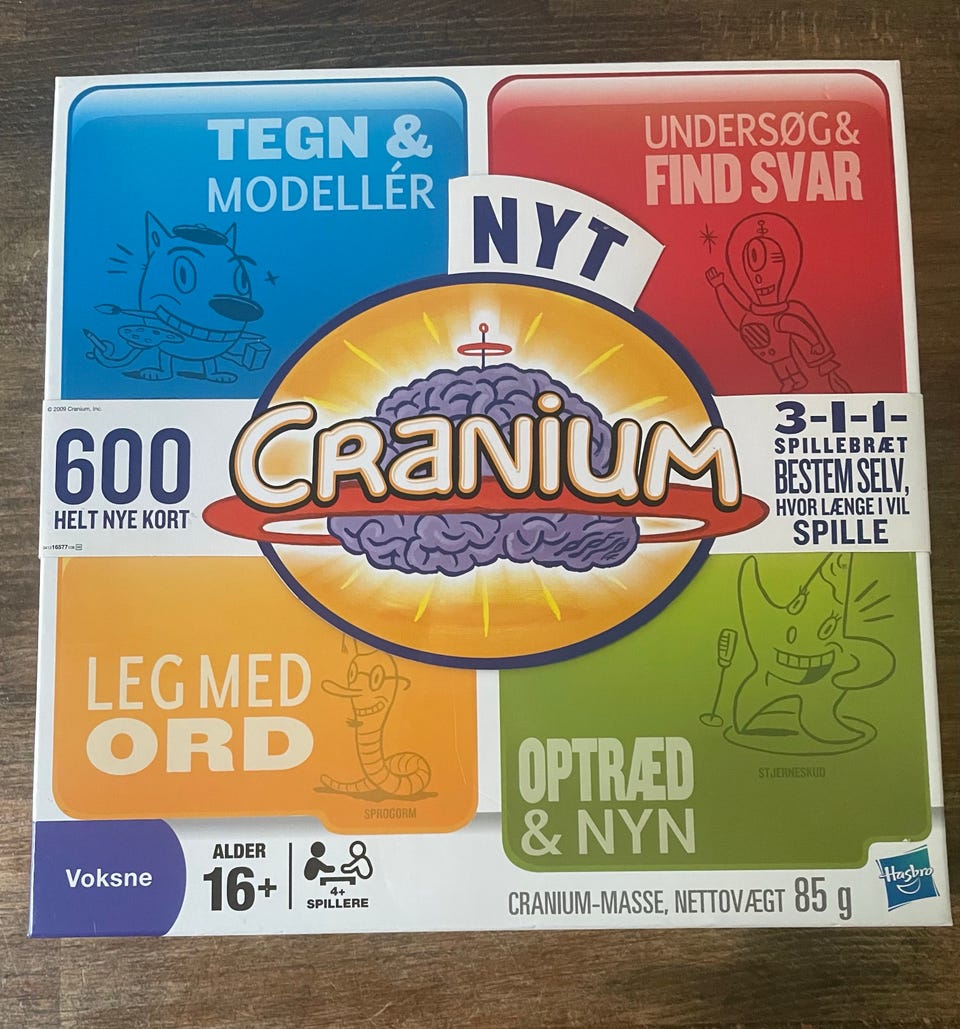 TEGN &
MODELLÉR
UNDERSØG&
FIND SVAR
NYT
© 2009 Cranium, Inc.
600
HELT NYE KORT
CRANIUM
3-I-1-
SPILLEBRÆT
BESTEM SELV,
HVOR LÆNGE I VIL
SPILLE
LEG MED
ORD
SPROGORM
OPTRÆD
& NYN
STJERNESKUD
Voksne
ALDER
16+
4+
SPILLERE
CRANIUM-MASSE, NETTOVÆGT 85 g
Hasbro